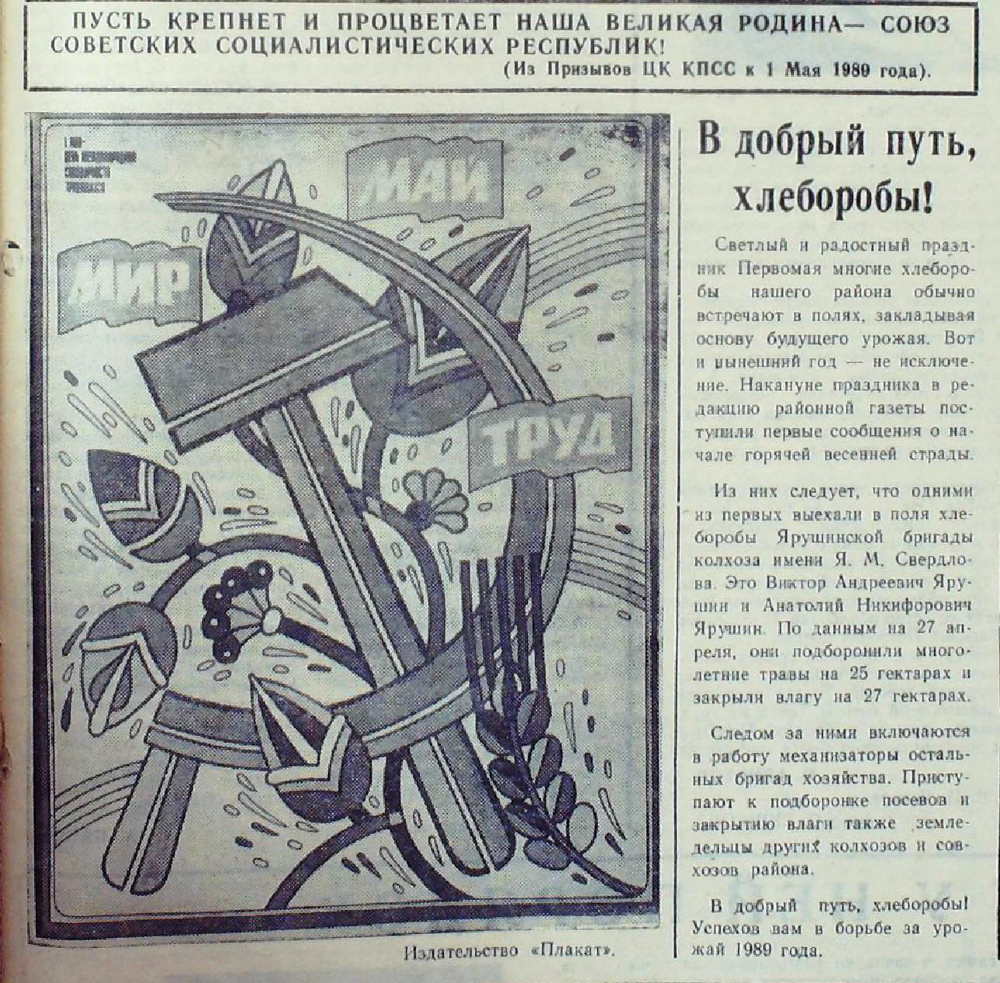 ПУСТЬ КРЕПНЕТ И ПРОЦВЕТАЕТ НАША ВЕЛИКАЯ РОДИНА— СОЮЗ
СОВЕТСКИХ СОЦИАЛИСТИЧЕСКИХ РЕСПУБЛИК!
(Из Призывов ЦК КПСС к 1 Мая 1989 года).
МАЙ
МИР
ТРУД
Издательство «Плакат».
В добрый путь,
хлеборобы!
Светлый и радостный празд-
ник Первомая многие хлеборо-
бы нашего района обычно
встречают в полях, закладывая
основу будущего урожая. Вот
и нынешний год — не исключе-
ние. Накануне праздника в ре-
дакцию районной газеты пос-
тупили первые сообщения о на-
чале горячей весенней страды.
Из них следует, что одними
из первых выехали в поля хле-
боробы Ярушинской бригады
колхоза имени Я. М. Свердло-
ва. Это Виктор Андреевич Яру-
шин и Анатолий Никифорович
Ярушин. По данным на 27 ап-
реля, они подборонили много-
летние травы на 25 гектарах и
закрыли влагу на 27 гектарах.
Следом за ними включаются
в работу механизаторы осталь-
ных бригад хозяйства. Присту-
пают к подборонке посевов и
закрытию влаги также земле-
дельцы других колхозов и сов-
хозов района.
В добрый путь, хлеборобы!
Успехов вам в борьбе за уро-
жай 1989 года.